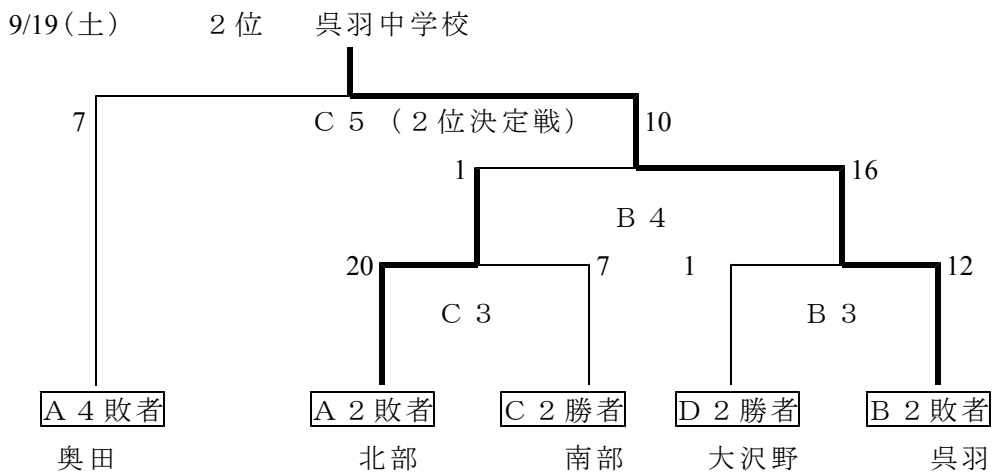 9/19(土) ２位 呉羽中学校
7 Ｃ５（２位決定戦） 10
1 16
Ｂ４
20 7 1 12
Ｃ３ Ｂ３
Ａ４敗者 Ａ２敗者 Ｃ２勝者 Ｄ２勝者 Ｂ２敗者
奥田 北部 南部 大沢野 呉羽